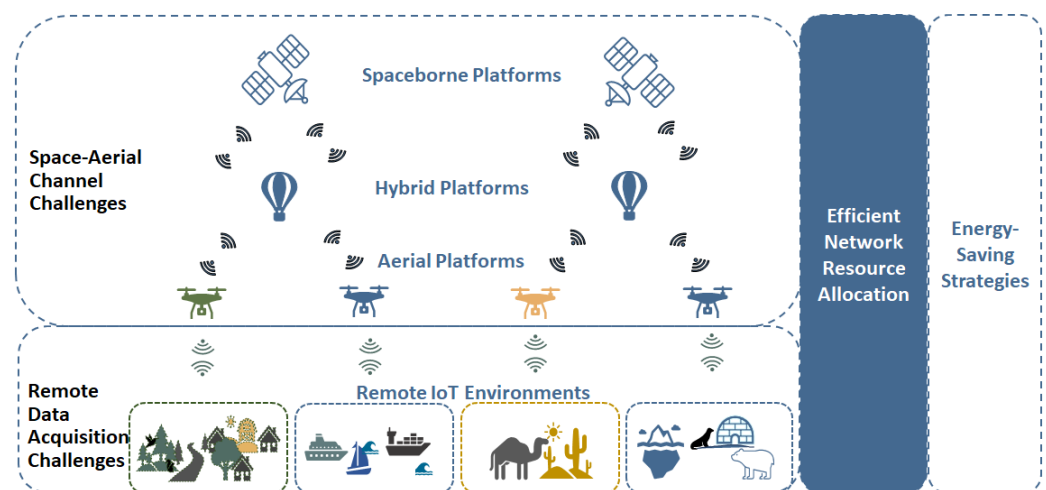 Spaceborne Platforms
Space-Aerial
Channel
Challenges
Hybrid Platforms
Aerial Platforms
Efficient
Network
Resource
Allocation
Energy-
Saving
Strategies
Remote IoT Environments
Remote
Data
Acquisition
Challenges